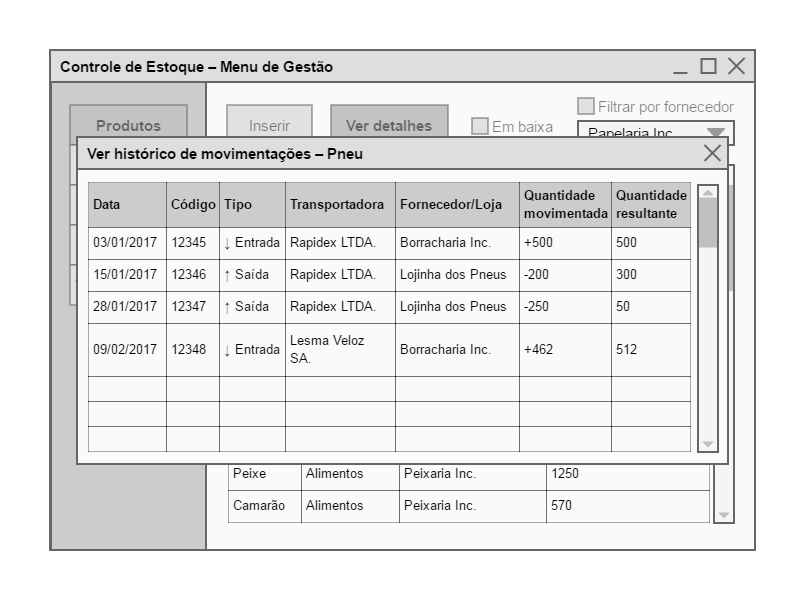 Controle de Estoque – Menu de Gestão
Produtos
Inserir
Ver detalhes
Em baixa
Filtrar por fornecedor
Papelaria Inc.
Ver histórico de movimentações – Pneu
Data Código Tipo Transportadora Fornecedor/Loja Quantidade movimentada Quantidade resultante
03/01/2017 12345 ↓ Entrada Rapidex LTDA. Borracharia Inc. +500 500
15/01/2017 12346 ↑ Saída Rapidex LTDA. Lojinha dos Pneus -200 300
28/01/2017 12347 ↑ Saída Rapidex LTDA. Lojinha dos Pneus -250 50
09/02/2017 12348 ↓ Entrada Lesma Veloz SA. Borracharia Inc. +462 512
Peixe Alimentos Peixaria Inc. 1250
Camarão Alimentos Peixaria Inc. 570